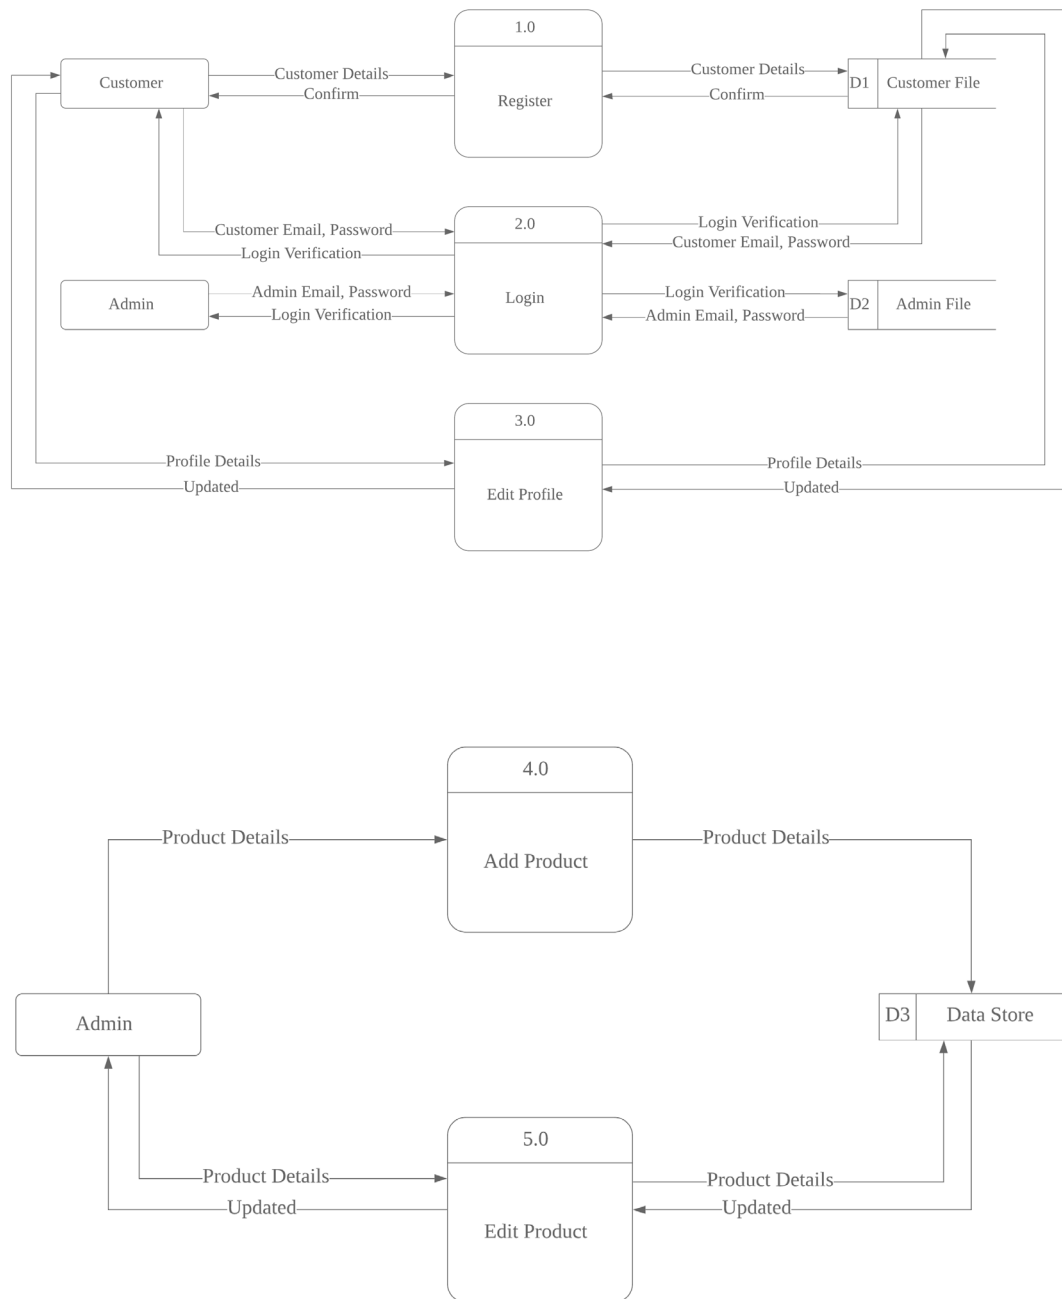 1.0
Customer Details
Customer Details
Customer
D1
Customer File
Confirm
Confirm
Register
2.0
Login Verification
Customer Email, Password
Customer Email, Password
Login Verification
Admin Email, Password
Login Verification
Login
Admin
D2
Admin File
Login Verification
Admin Email, Password
3.0
Profile Details
Profile Details
Updated
Updated
Edit Profile
4.0
Product Details
Product Details
Add Product
Admin
D3
Data Store
5.0
Product Details
Product Details
Updated
Updated
Edit Product